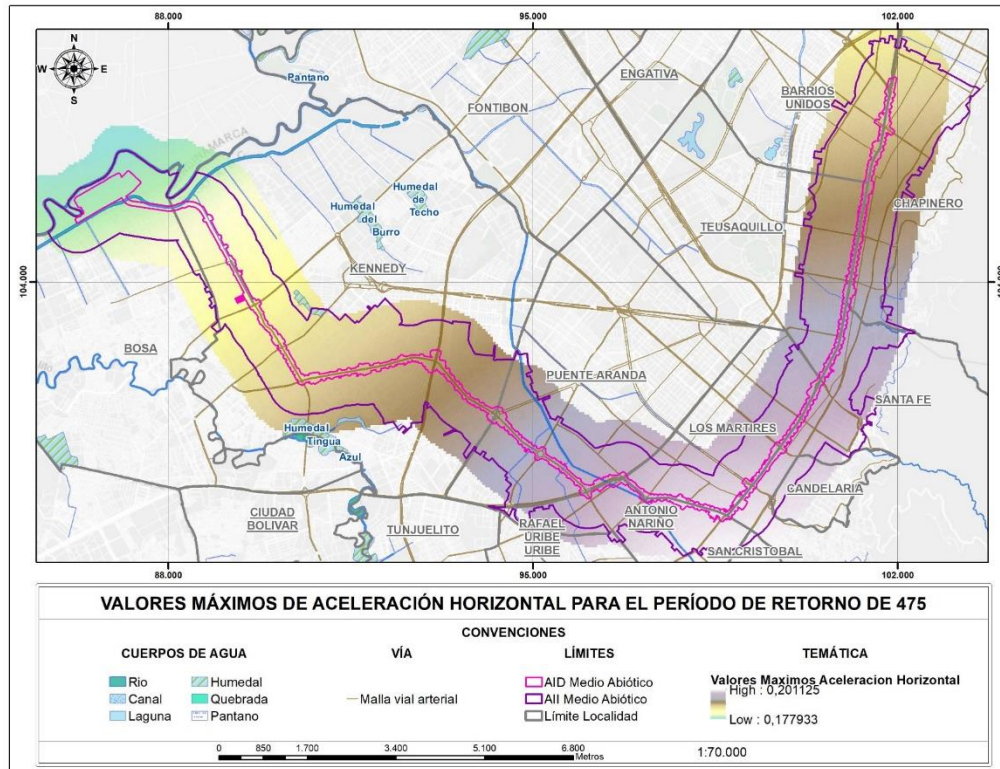 88.000 95.000 102.000
N
W E
S
Pantano
ENGATIVA
FONTIBON
BARRIOS
UNIDOS
Humedal
de
Techo
Humedal
del
Burro
CHAPINERO
TEUSAQUILLO
KENNEDY
104.000
BOSA
PUENTE ARANDA
SANTA FE
LOS MARTIRES
Humedal
Tingua
Azul
CANDELARIA
CIUDAD
BOLIVAR
TUNJUELITO
RAFAEL
URIBE
URIBE
ANTONIO
NARIÑO
SAN CRISTOBAL
88.000 95.000 102.000
VALORES MÁXIMOS DE ACELERACIÓN HORIZONTAL PARA EL PERÍODO DE RETORNO DE 475
CONVENCIONES
CUERPOS DE AGUA VÍA LÍMITES TEMÁTICA
Rio Humedal AID Medio Abiótico Valores Maximos Aceleracion Horizontal
High : 0,201125
Canal Quebrada Malla vial arterial AII Medio Abiótico
Laguna Pantano Límite Localidad Low : 0,177933
0 850 1.700 3.400 5.100 6.800
Metros
1:70.000